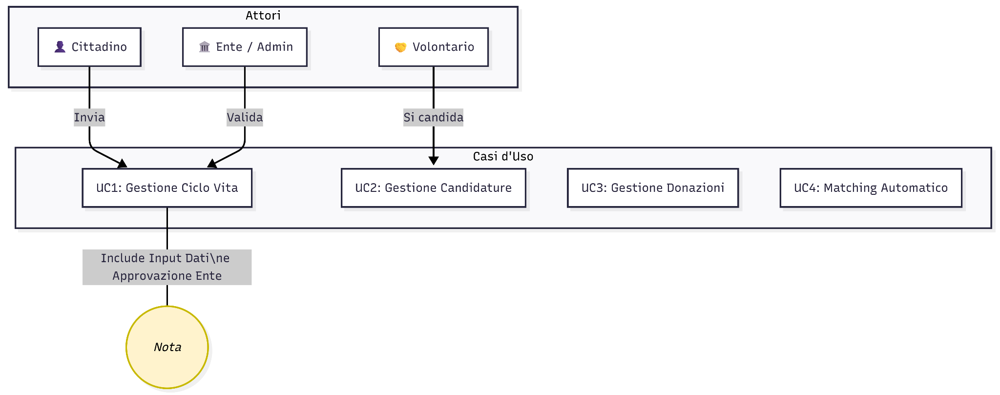 Attori
Cittadino
Ente / Admin
Volontario
Invia
Valida
Si candida
Casi d'Uso
UC1: Gestione Ciclo Vita
UC2: Gestione Candidature
UC3: Gestione Donazioni
UC4: Matching Automatico
Include Input Dati\ne
Approvazione Ente
Nota